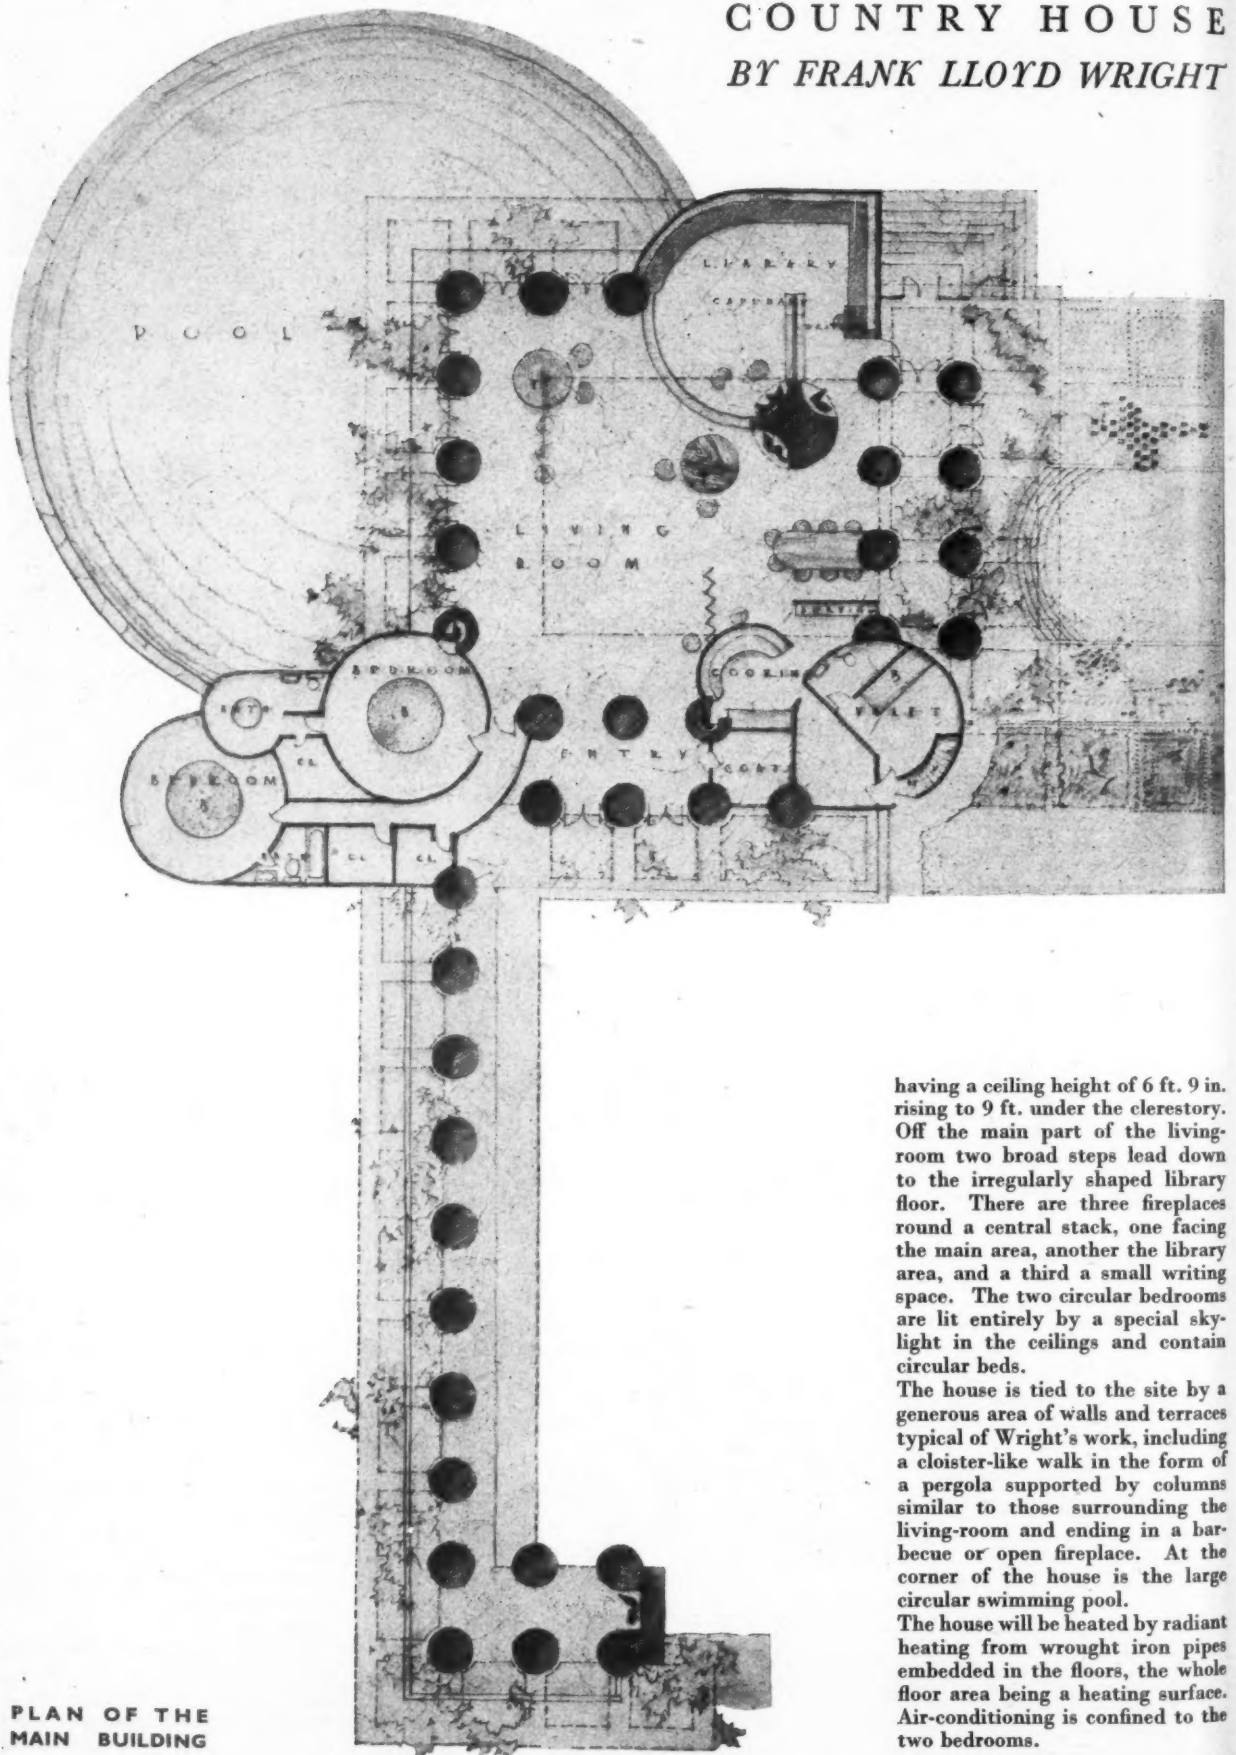 COUNTRY HOUSE
BY FRANK LLOYD WRIGHT
POOL
LIBRARY
LIVING
ROOM
COOKIN
BEDROOM
B
BATH
ENTRY
COATS
CL
BEDROOM
B
CL
CL
having a ceiling height of 6 ft. 9 in.
rising to 9 ft. under the clerestory.
Off the main part of the living-
room two broad steps lead down
to the irregularly shaped library
floor. There are three fireplaces
round a central stack, one facing
the main area, another the library
area, and a third a small writing
space. The two circular bedrooms
are lit entirely by a special sky-
light in the ceilings and contain
circular beds.
The house is tied to the site by a
generous area of walls and terraces
typical of Wright's work, including
a cloister-like walk in the form of
a pergola supported by columns
similar to those surrounding the
living-room and ending in a bar-
becue or open fireplace. At the
corner of the house is the large
circular swimming pool.
The house will be heated by radiant
heating from wrought iron pipes
embedded in the floors, the whole
floor area being a heating surface.
Air-conditioning is confined to the
two bedrooms.
PLAN OF THE
MAIN BUILDING